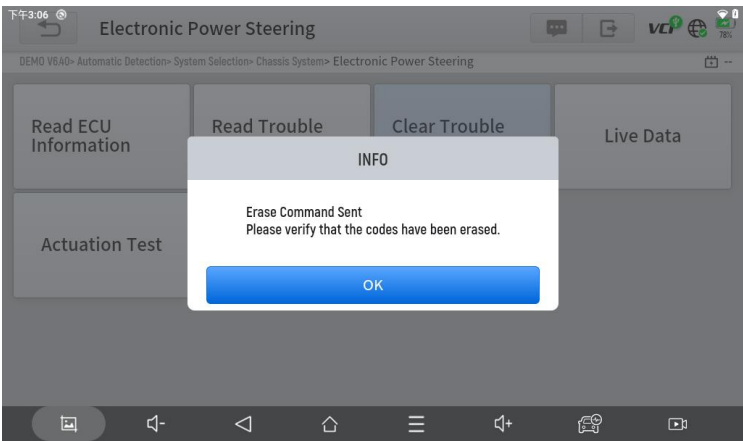 下午3:06
Electronic Power Steering
VCI
78%
DEMO V6.40> Automatic Detection> System Selection> Chassis System> Electronic Power Steering
--
Read ECU
Information
Read Trouble
Clear Trouble
Live Data
Actuation Test
INFO
Erase Command Sent
Please verify that the codes have been erased.
OK